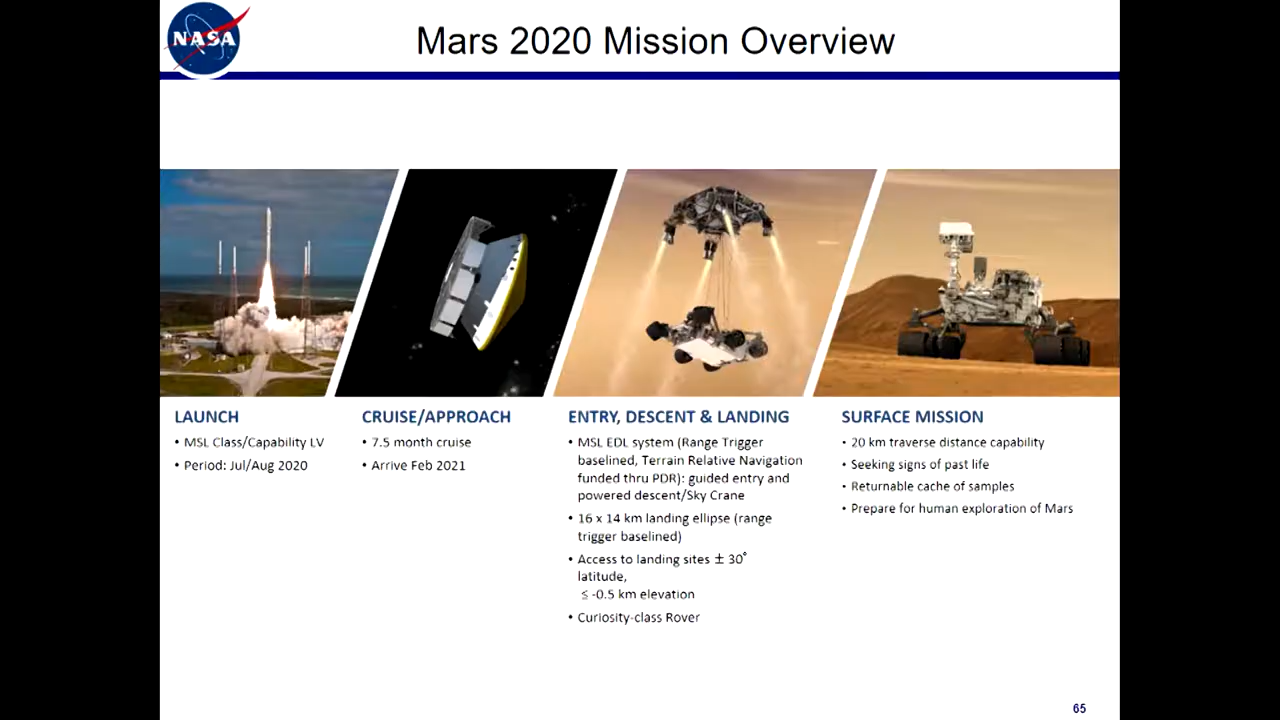 NASA
Mars 2020 Mission Overview
LAUNCH
• MSL Class/Capability LV
• Period: Jul/Aug 2020
CRUISE/APPROACH
• 7.5 month cruise
• Arrive Feb 2021
ENTRY, DESCENT & LANDING
• MSL EDL system (Range Trigger
baselined, Terrain Relative Navigation
funded thru PDR): guided entry and
powered descent/Sky Crane
• 16 x 14 km landing ellipse (range
trigger baselined)
• Access to landing sites ± 30°
latitude,
≤ -0.5 km elevation
• Curiosity-class Rover
SURFACE MISSION
• 20 km traverse distance capability
• Seeking signs of past life
• Returnable cache of samples
• Prepare for human exploration of Mars
65